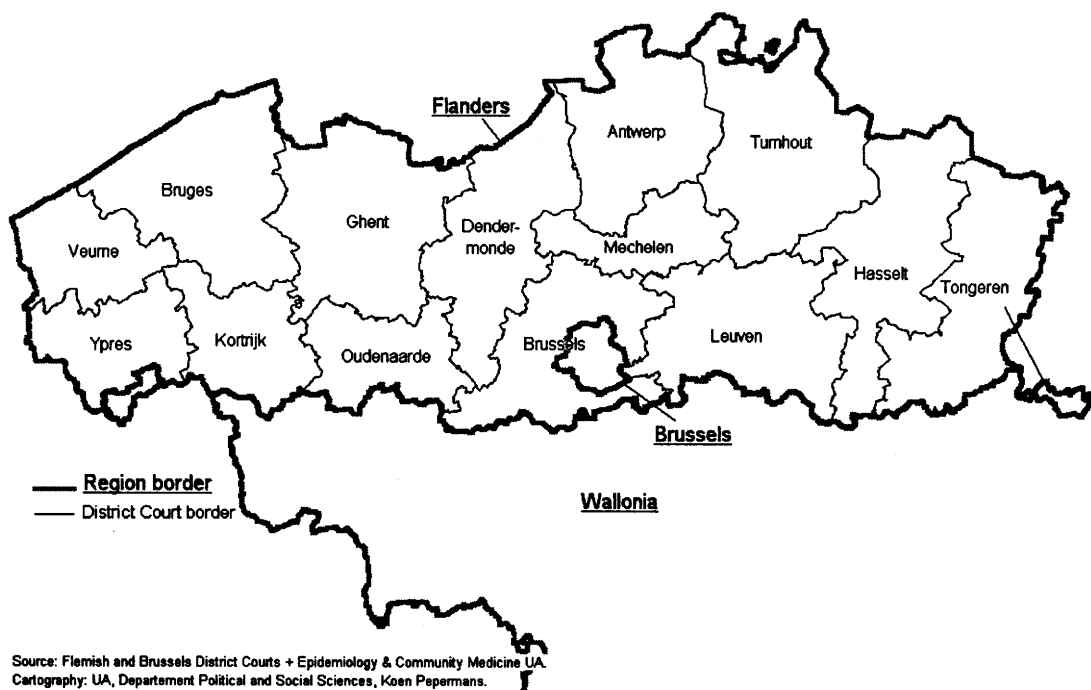 Flanders
Antwerp
Turnhout
Bruges
Ghent
Dender-
monde
Mechelen
Veurne
Hasselt
Tongeren
Ypres
Kortrijk
Oudenaarde
Brussels
Leuven
Brussels
Region border
District Court border
Wallonia
Source: Flemish and Brussels District Courts + Epidemiology & Community Medicine UA.
Cartography: UA, Departement Political and Social Sciences, Koen Pepermans.